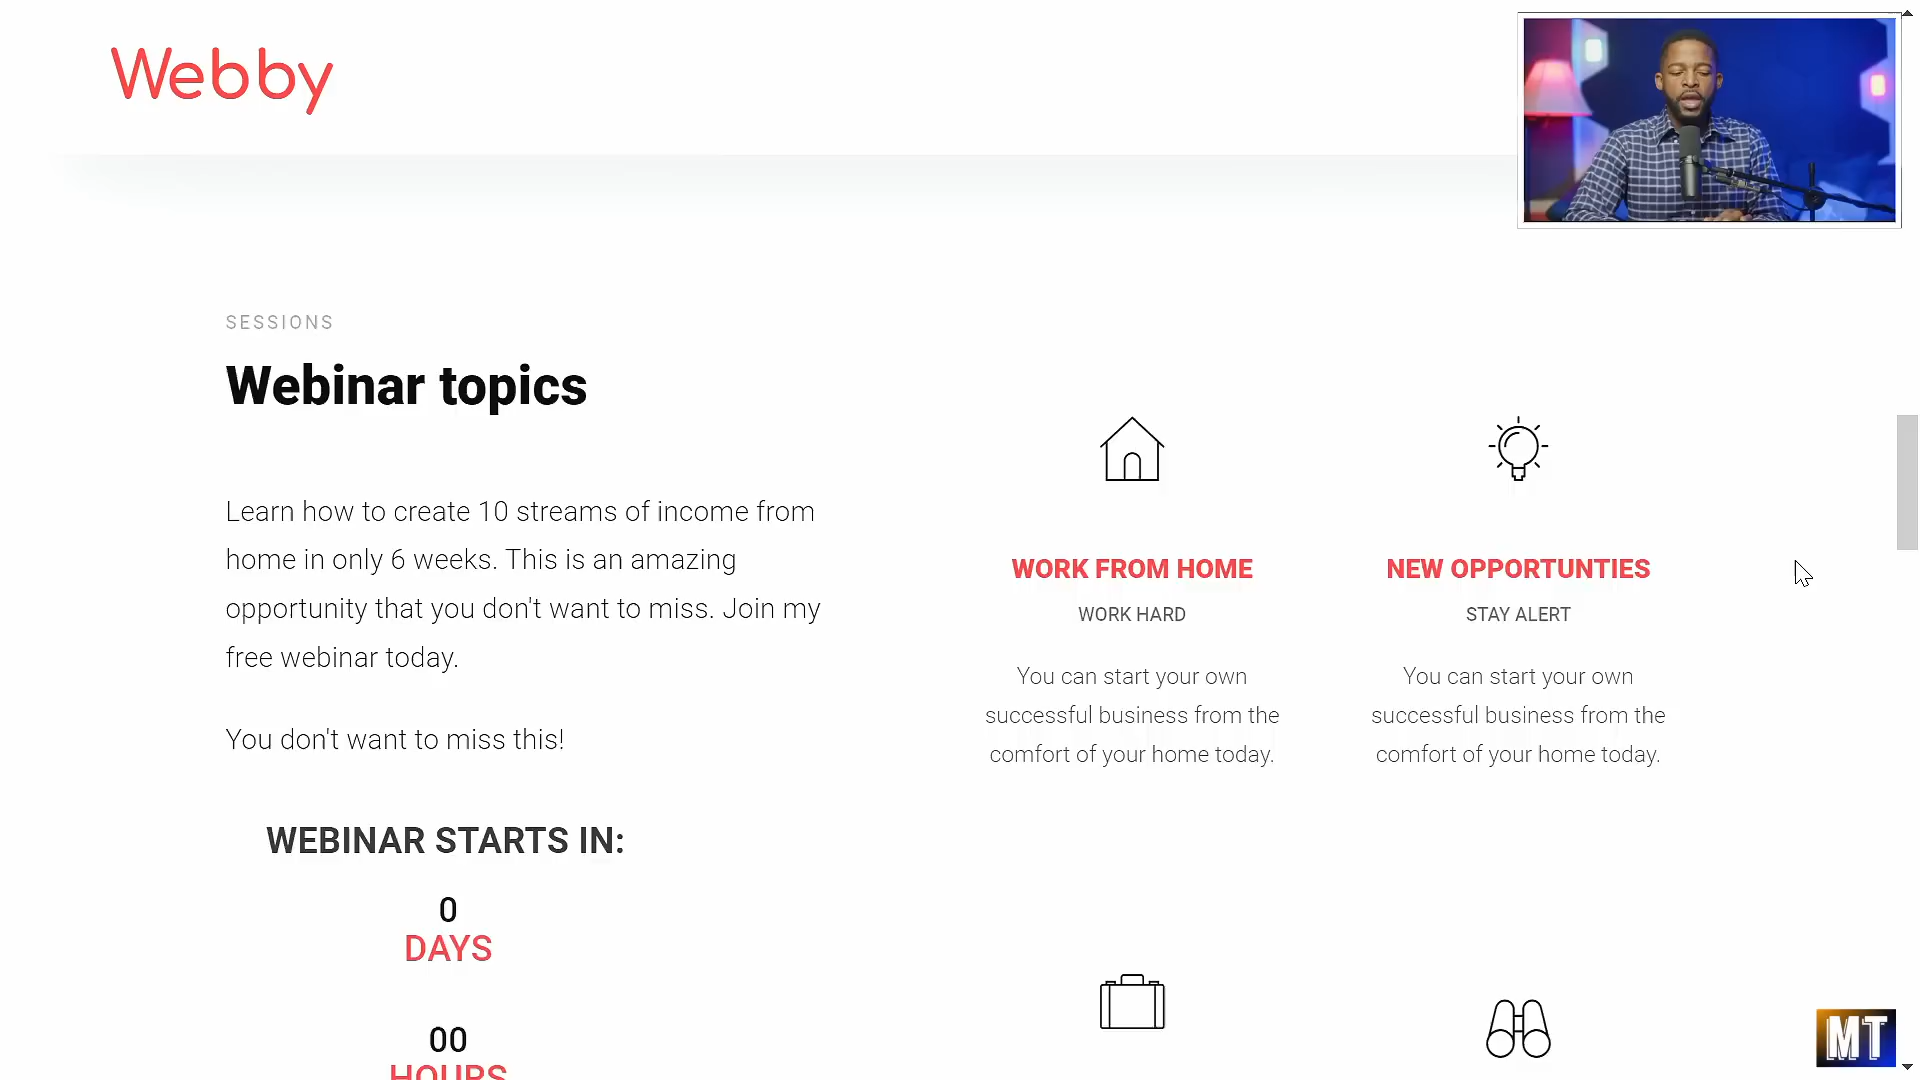 Webby
SESSIONS
Webinar topics
Learn how to create 10 streams of income from
home in only 6 weeks. This is an amazing
opportunity that you don't want to miss. Join my
free webinar today.
You don't want to miss this!
WEBINAR STARTS IN:
0
DAYS
00
HOURS
WORK FROM HOME
WORK HARD
You can start your own
successful business from the
comfort of your home today.
NEW OPPORTUNTIES
STAY ALERT
You can start your own
successful business from the
comfort of your home today.
MT